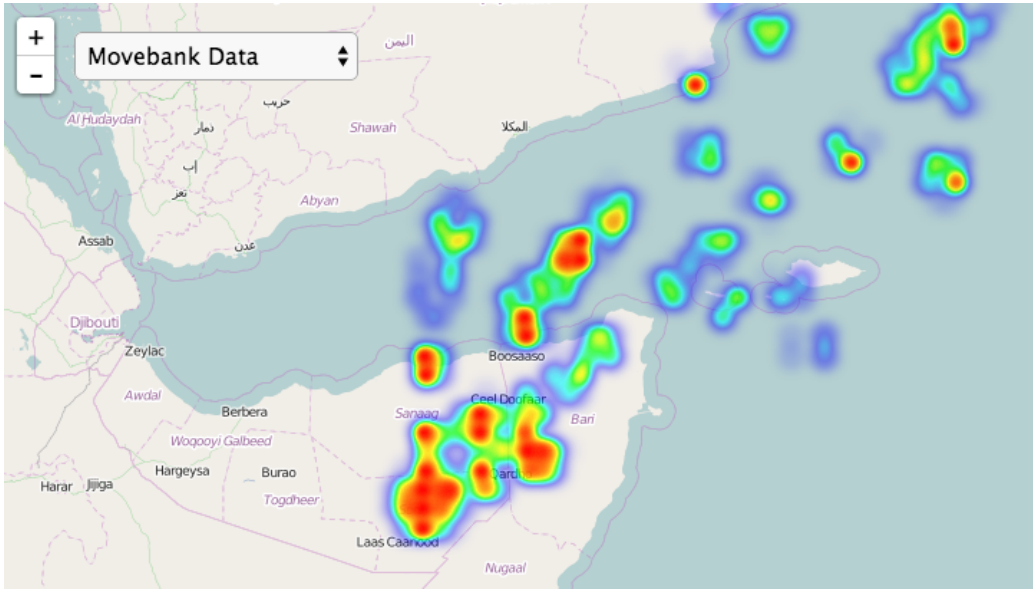 +
Movebank Data
−
اليمن
حريب
Al Hudaydah
ذمار
Shawah
المكلا
إب
تعز
Abyan
Assab
عدن
Djibouti
Zeylac
Boosaaso
Awdal
Ceel Doofaar
Berbera
Sanaag
Bari
Woqooyi Galbeed
Hargeysa
Burao
Qardho
Harar
Jijiga
Togdheer
Laas Caanood
Nugaal